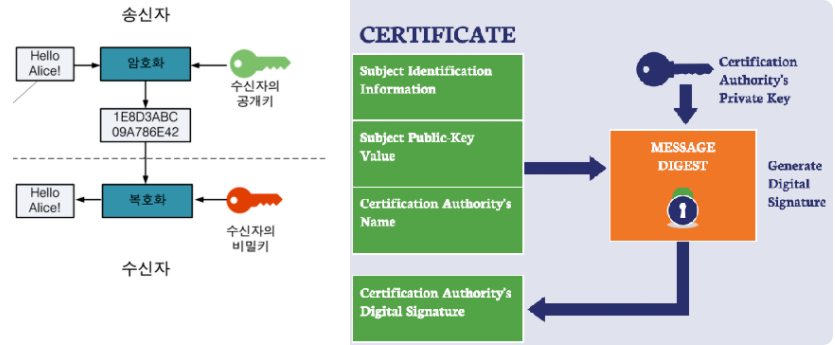 송신자
Hello
Alice!
암호화
수신자의
공개키
1E8D3ABC
09A786E42
Hello
Alice!
복호화
수신자의
비밀키
수신자
CERTIFICATE
Subject Identification
Information
Subject Public-Key
Value
Certification Authority's
Name
Certification Authority's
Digital Signature
Certification
Authority's
Private Key
MESSAGE
DIGEST
Generate
Digital
Signature